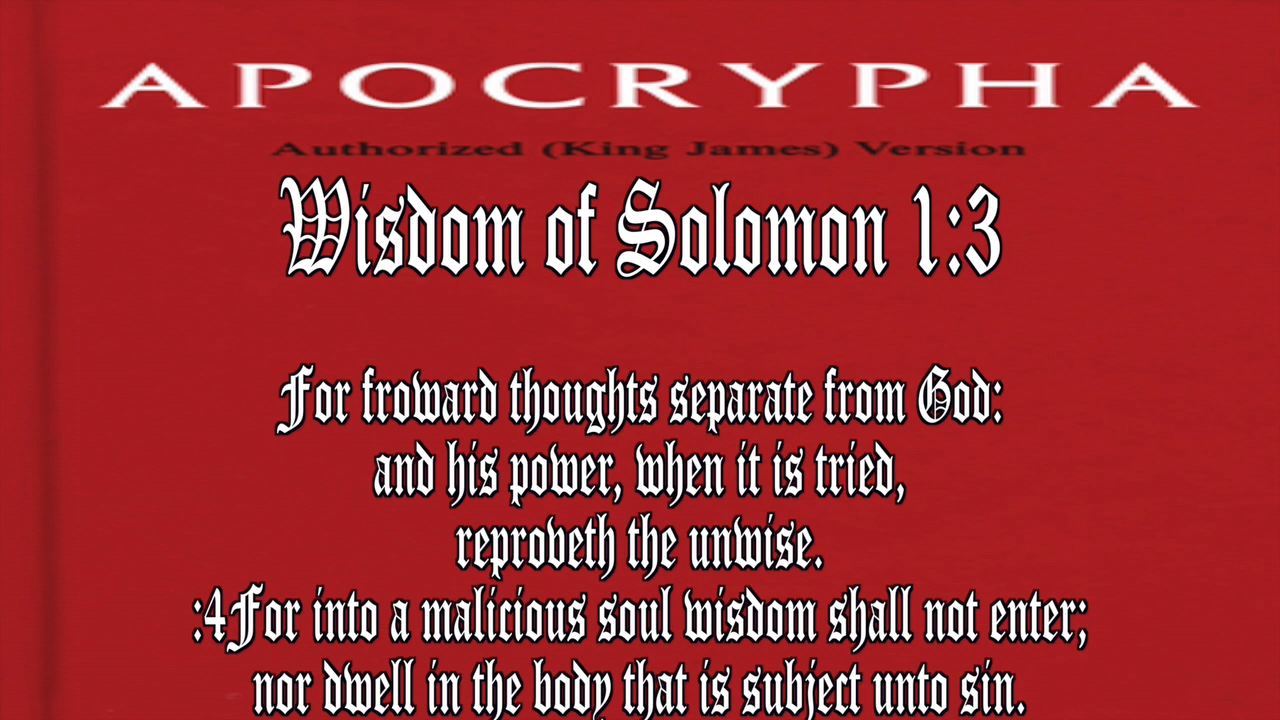 APOCRYPHA
Authorized (King James) Version
Wisdom of Solomon 1:3
For froward thoughts separate from God:
and his power, when it is tried,
reproveth the unwise.
:4For into a malicious soul wisdom shall not enter;
nor dwell in the body that is subject unto sin.